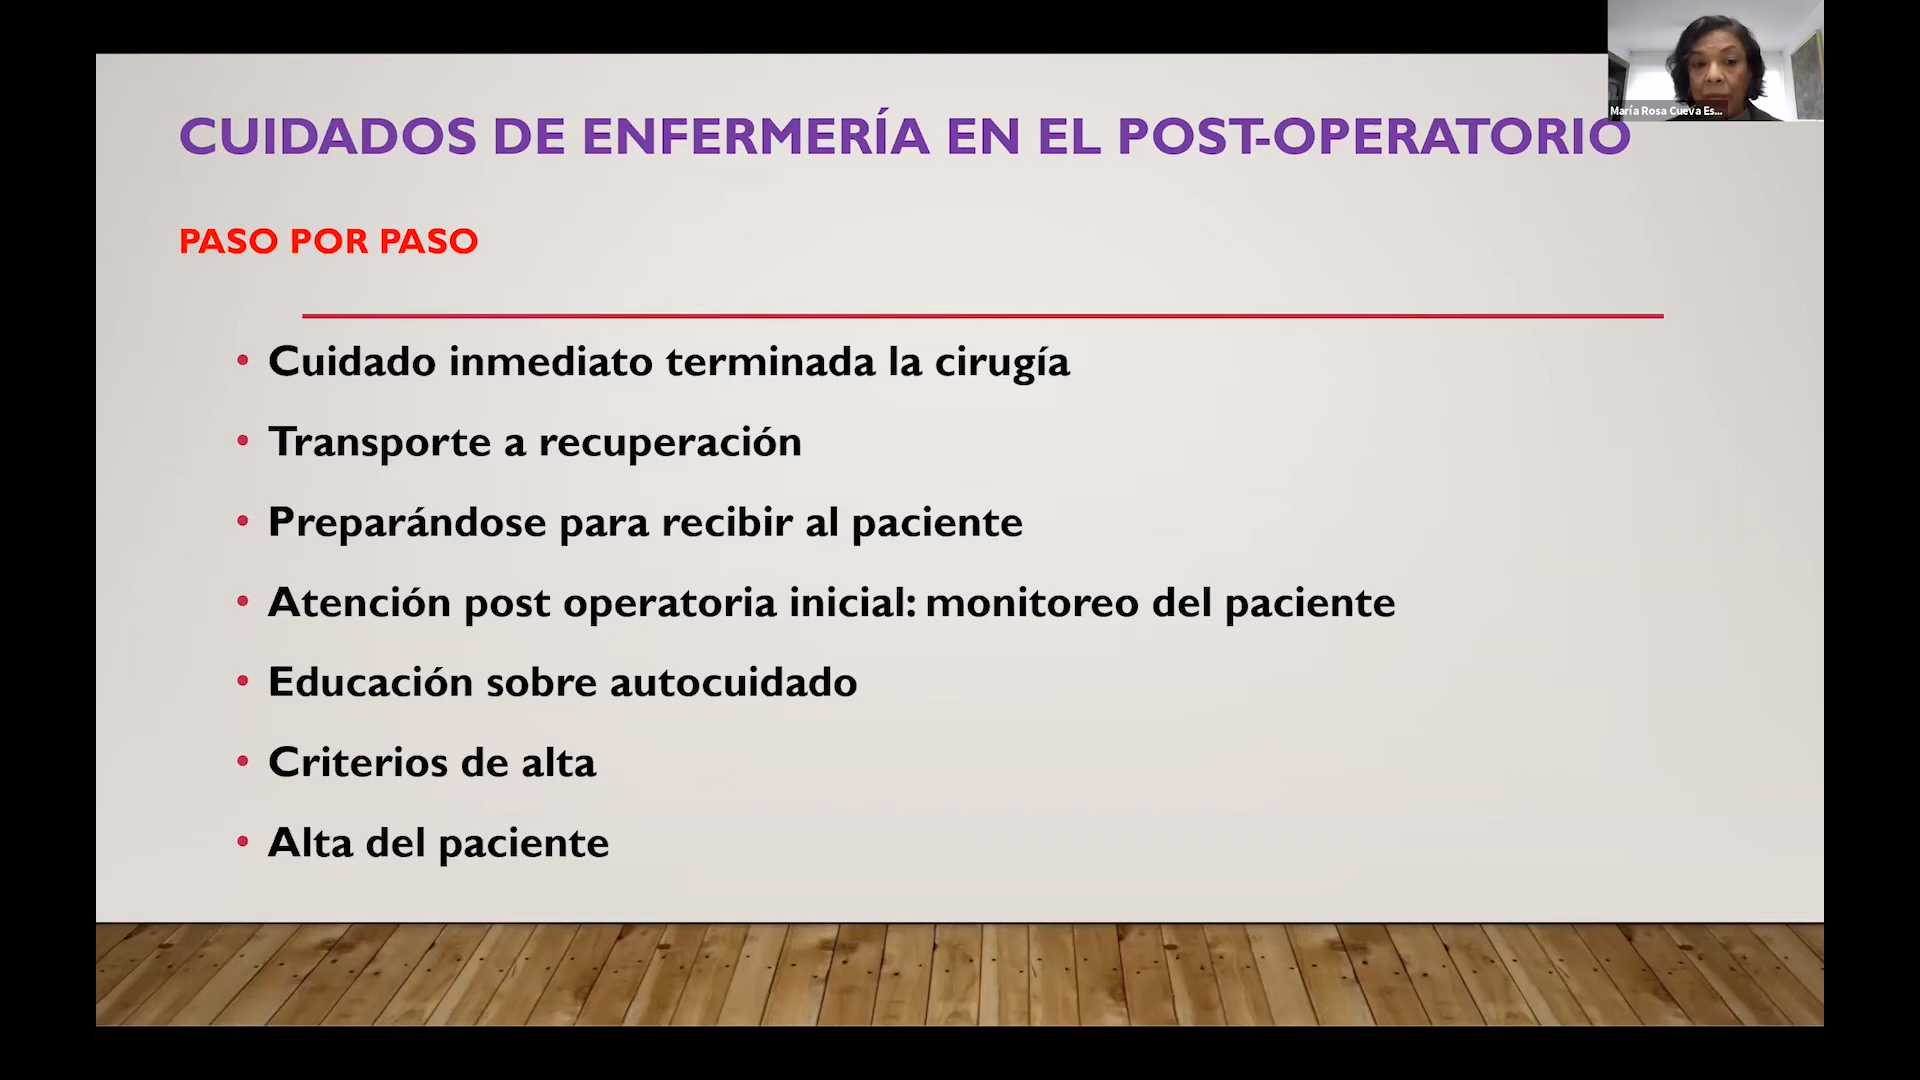 CUIDADOS DE ENFERMERÍA EN EL POST-OPERATORIO
María Rosa Cueva Es...
PASO POR PASO
• Cuidado inmediato terminada la cirugía
• Transporte a recuperación
• Preparándose para recibir al paciente
• Atención post operatoria inicial: monitoreo del paciente
• Educación sobre autocuidado
• Criterios de alta
• Alta del paciente